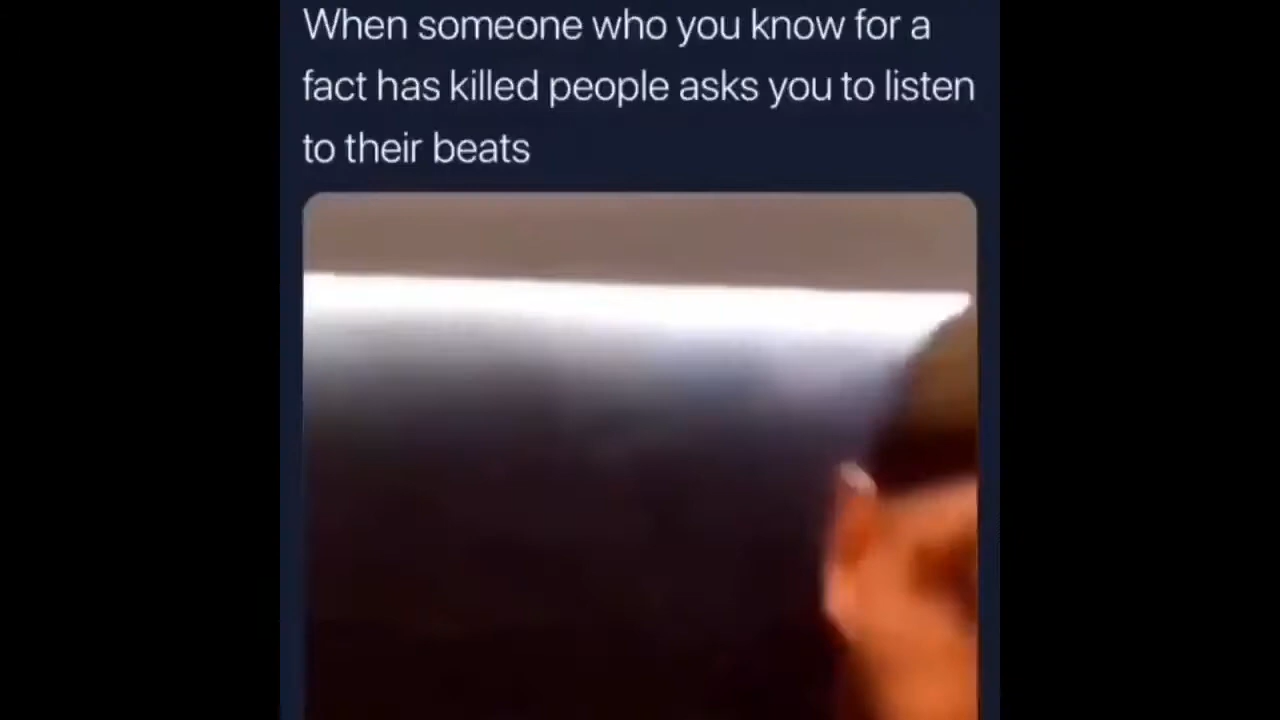 When someone who you know for a
fact has killed people asks you to listen
to their beats